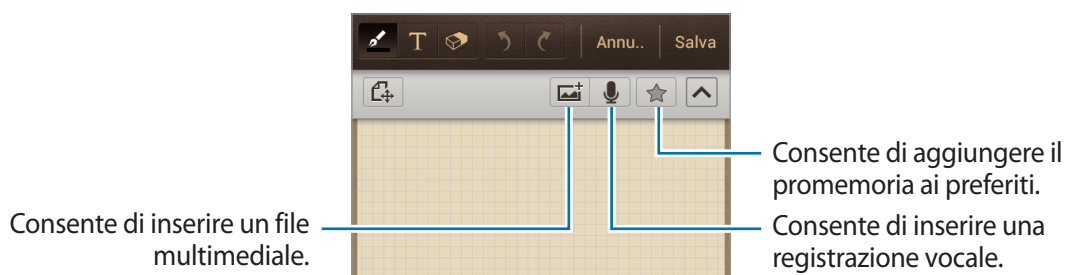 T
Annu..
Salva
Consente di aggiungere il
promemoria ai preferiti.
Consente di inserire un file
multimediale.
Consente di inserire una
registrazione vocale.